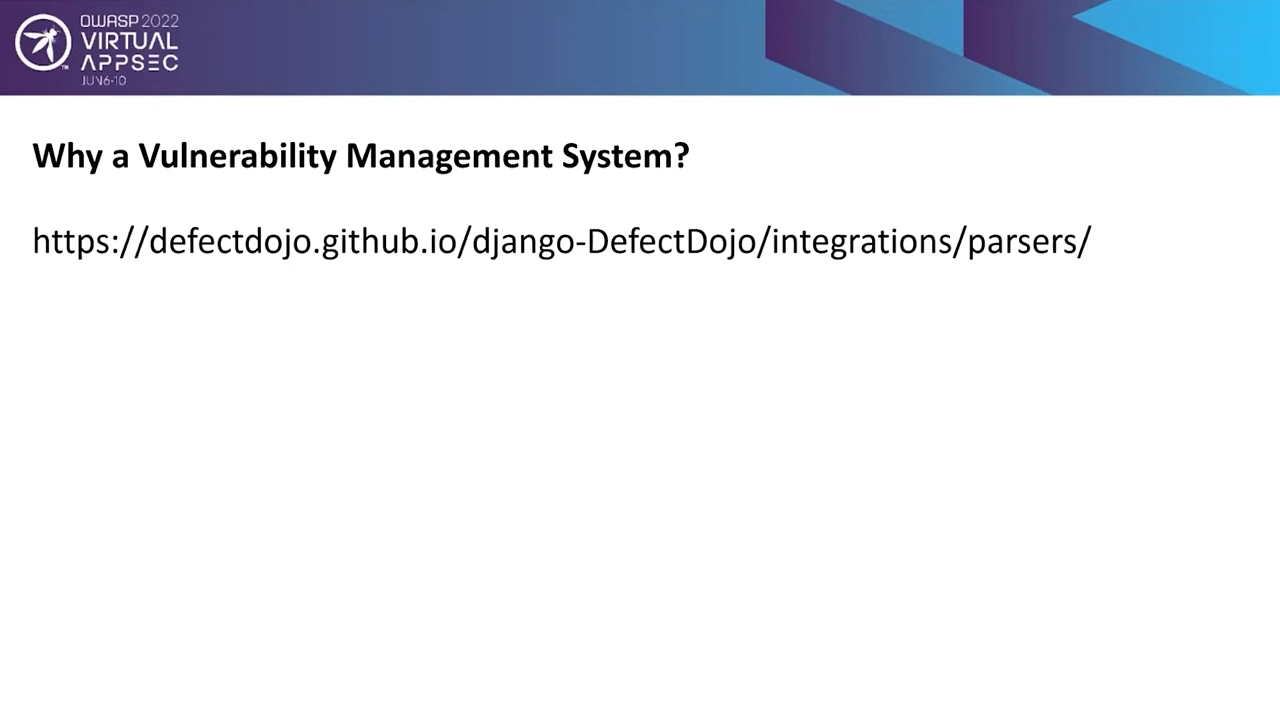 OWASP 2022
VIRTUAL
APPSEC
JUN 6-10
Why a Vulnerability Management System?
https://defectdojo.github.io/django-DefectDojo/integrations/parsers/